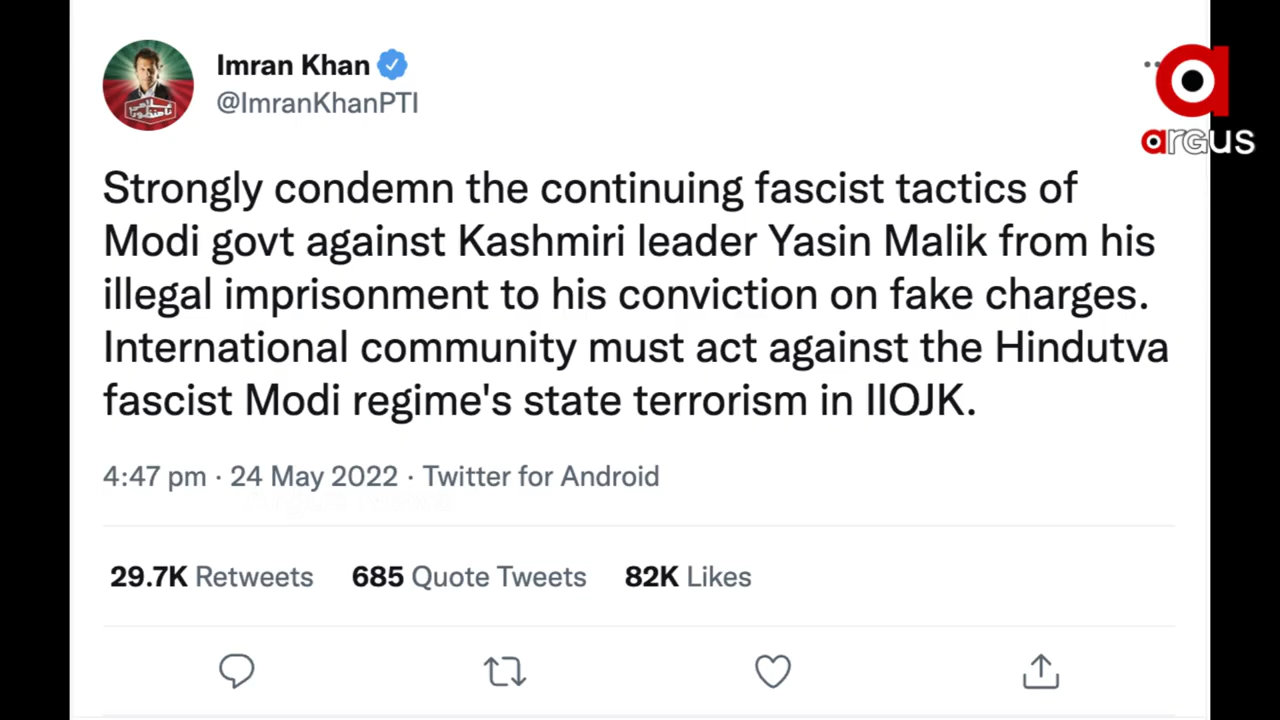 Imran Khan
@ImranKhanPTI
argus
Strongly condemn the continuing fascist tactics of
Modi govt against Kashmiri leader Yasin Malik from his
illegal imprisonment to his conviction on fake charges.
International community must act against the Hindutva
fascist Modi regime's state terrorism in IIOJK.
4:47 pm · 24 May 2022 · Twitter for Android
29.7K Retweets 685 Quote Tweets 82K Likes